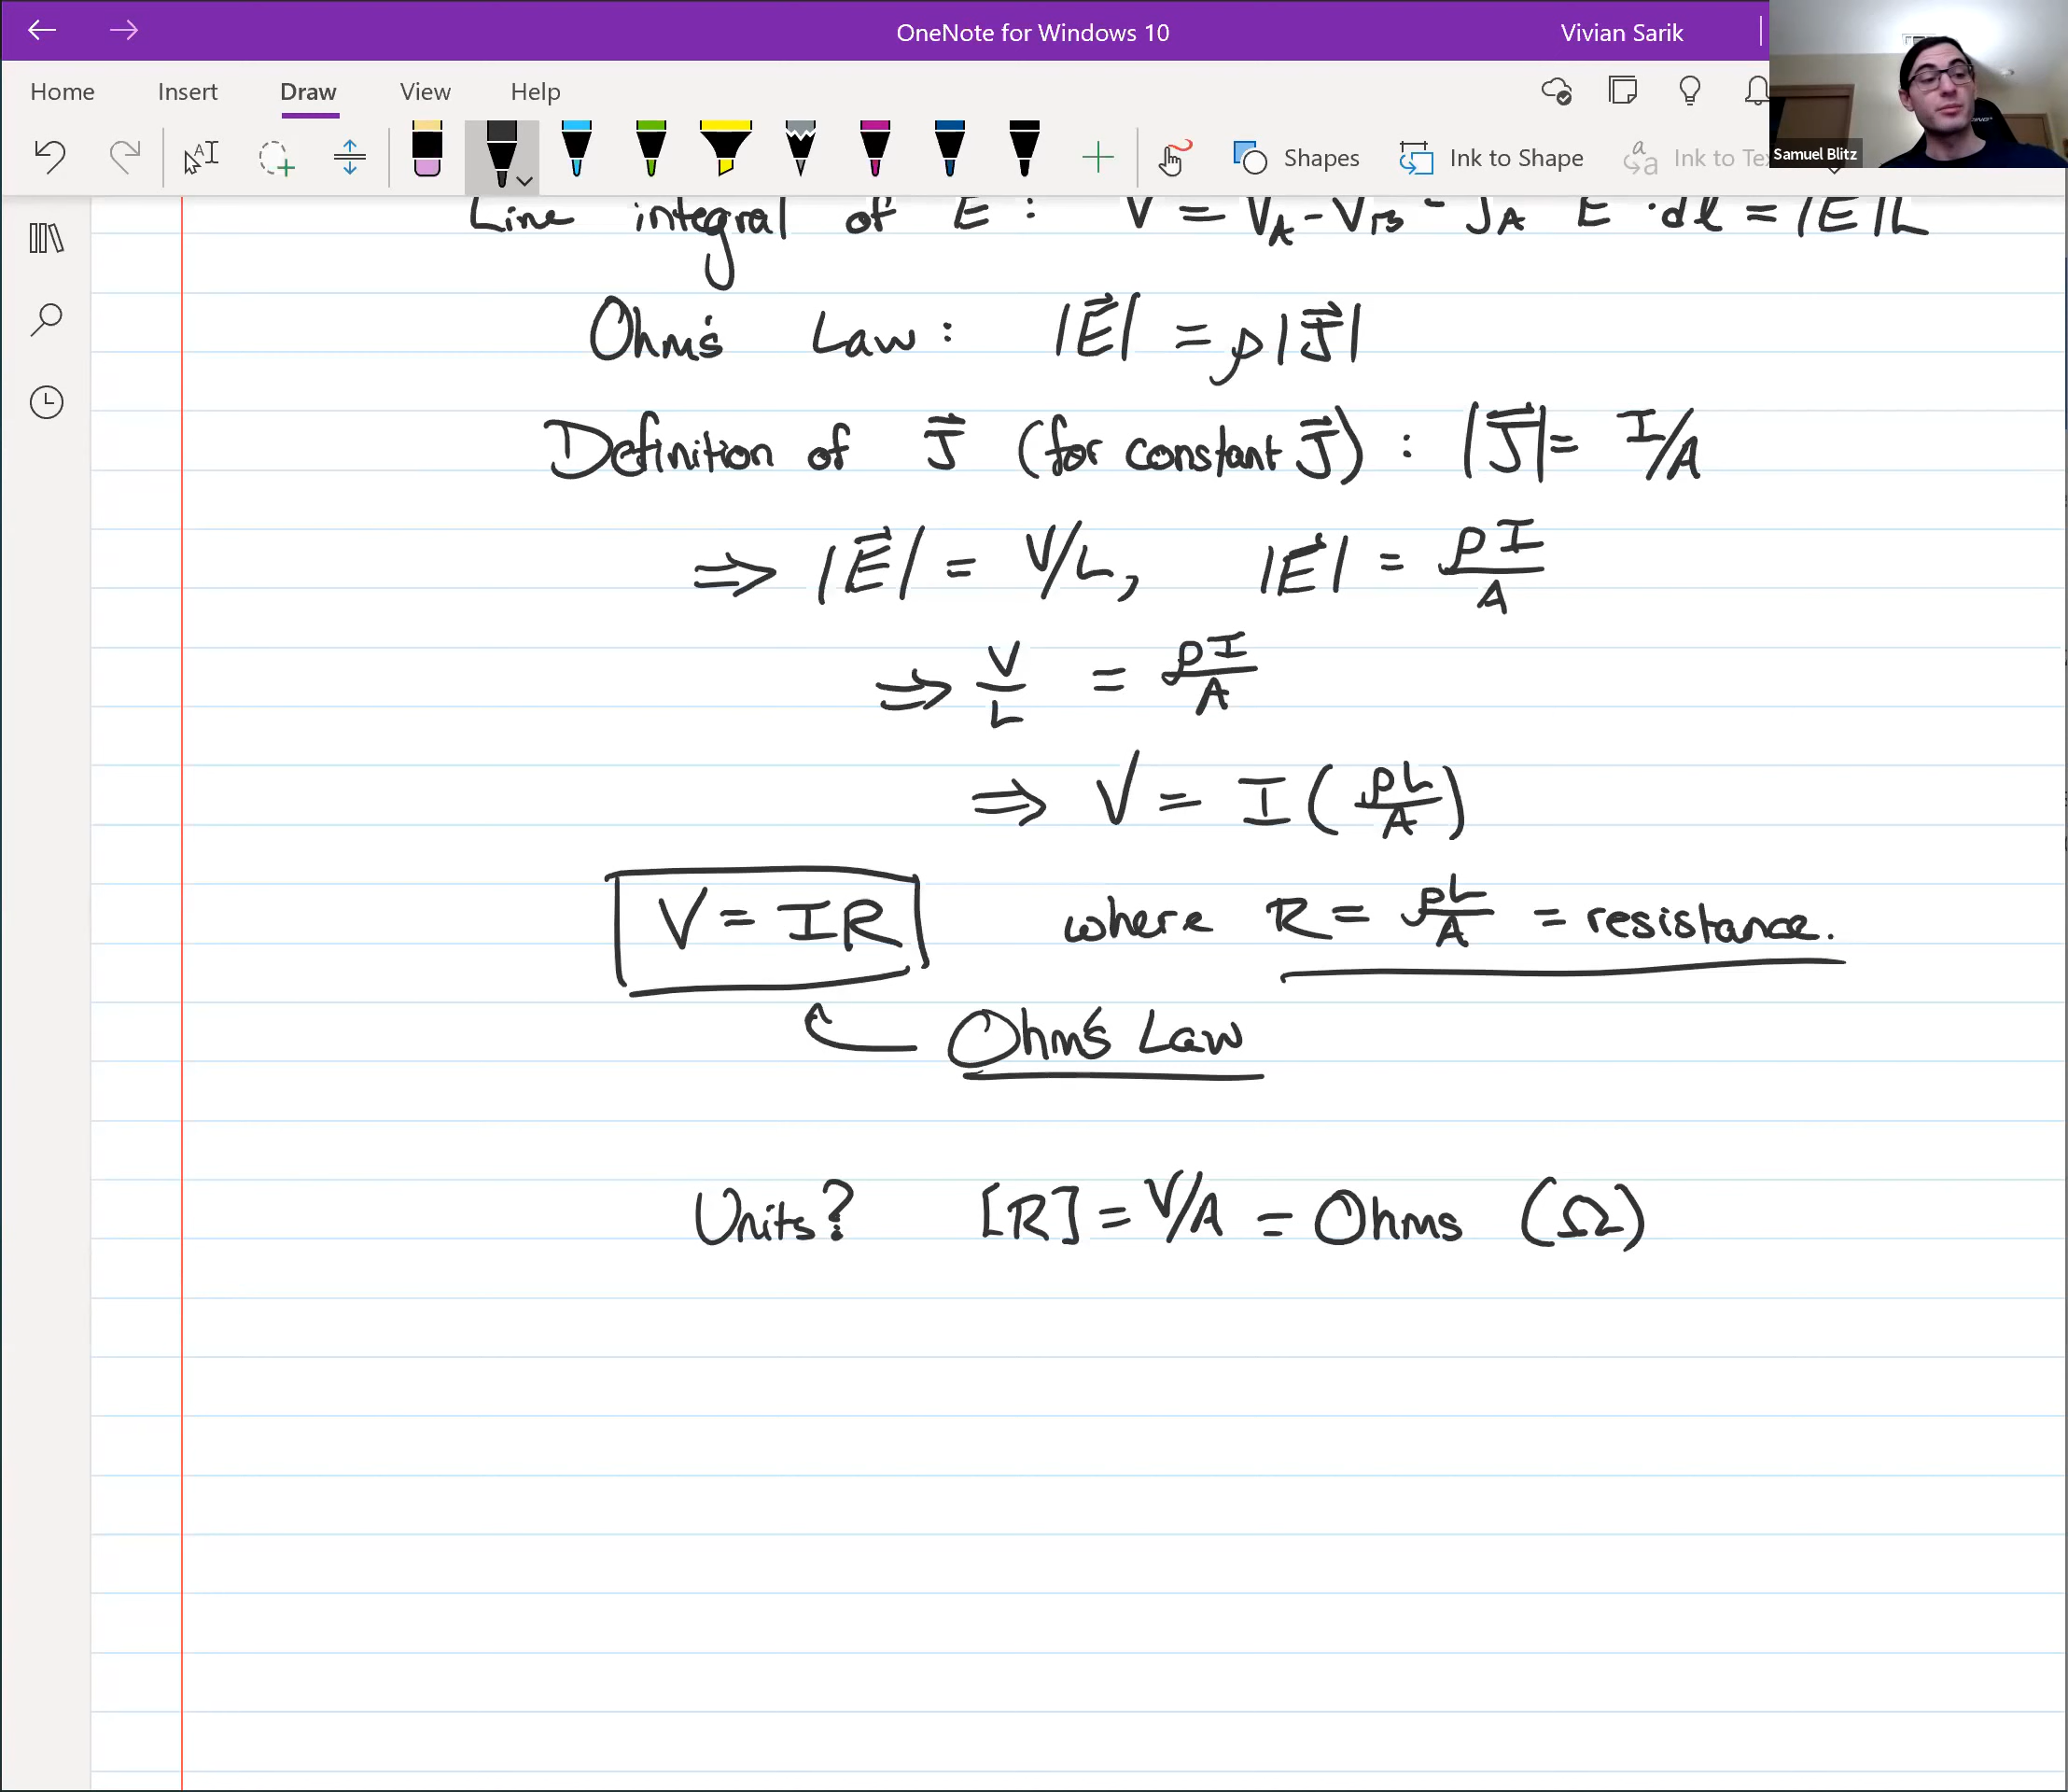 OneNote for Windows 10
Vivian Sarik
Home Insert Draw View Help
Samuel Blitz
Shapes Ink to Shape Ink to
Line integral of E : V = V_A - V_B = ∫_A E · dl = |E|L
Ohm's Law : |E⃗| = ρ|J⃗|
Definition of J⃗ (for constant J⃗) : |J⃗| = I/A
⇒ |E⃗| = V/L, |E⃗| = ρI/A
⇒ V/L = ρI/A
⇒ V = I(ρL/A)
V = IR where R = ρL/A = resistance.
Ohm's Law
Units? [R] = V/A = Ohms (Ω)